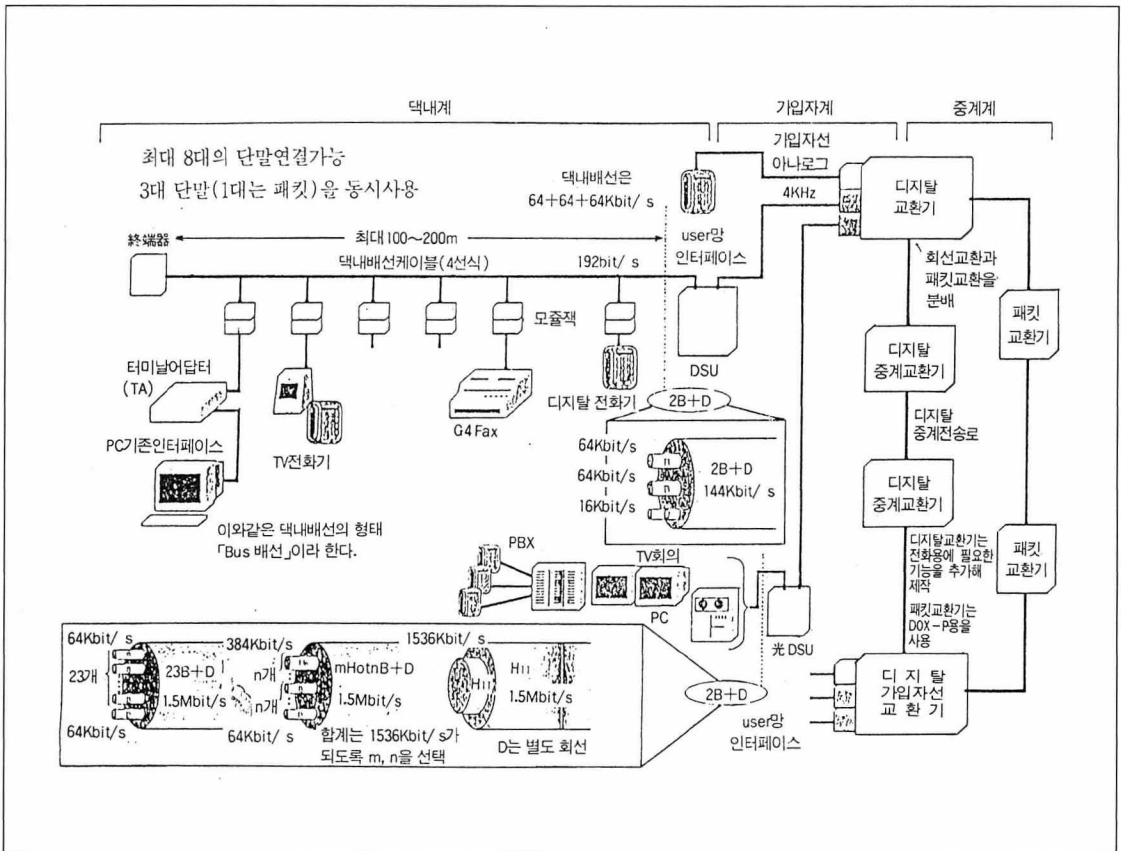 댁내계
가입자계
중계계
최대 8대의 단말연결가능
3대 단말(1대는 패킷)을 동시사용
댁내배선은
64+64+64Kbit/ s
가입자선
아나로그
4KHz
디지탈
교환기
終端器
최대 100~200m
댁내배선케이블(4선식)
192bit/ s
user망
인터페이스
회선교환과
패킷교환을
분배
모쥴잭
패킷
교환기
터미날어답터
(TA)
TV전화기
G4 Fax
디지탈 전화기
DSU
2B+D
디지탈
중계교환기
디지탈
중계전송로
PC기존인터페이스
64Kbit/s
64Kbit/s
16Kbit/s
2B+D
144Kbit/ s
디지탈
중계교환기
이와같은 댁내배선의 형태
「Bus 배선」이라 한다.
PBX
TV회의
PC
光 DSU
디지탈교환기는
전화용에 필요한
기능을 추가해
제작
패킷
교환기
패킷교환기는
DOX-P용을
사용
64Kbit/ s
23개
64Kbit/ s
23B+D
1.5Mbit/s
384Kbit/ s
n개
n개
64Kbit/ s
mHotnB+D
1.5Mbit/s
합계는 1536Kbit/ s가
되도록 m, n을 선택
1536Kbit/ s
H11
H11
1.5Mbit/s
D는 별도 회선
2B+D
user망
인터페이스
디 지 탈
가입자선
교 환 기